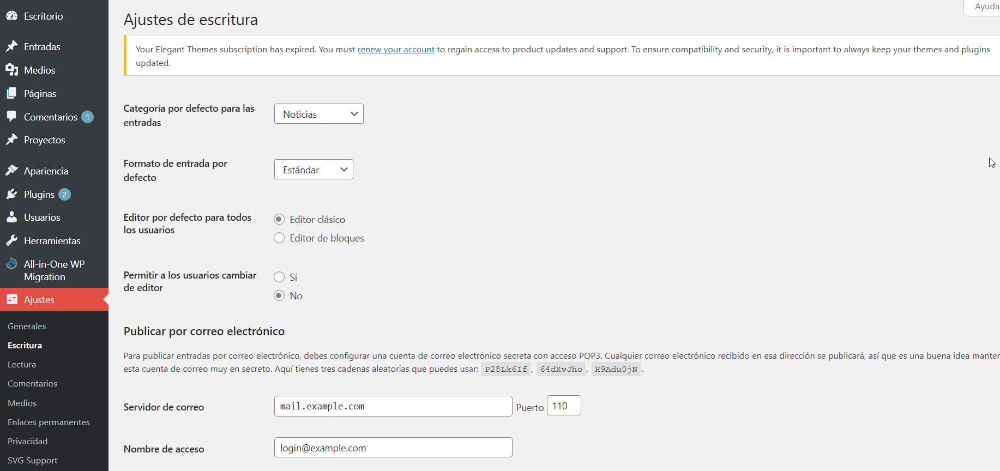 Escritorio
Entradas
Medios
Páginas
Comentarios 1
Proyectos
Apariencia
Plugins 2
Usuarios
Herramientas
All-in-One WP
Migration
Ajustes
Generales
Escritura
Lectura
Comentarios
Medios
Enlaces permanentes
Privacidad
SVG Support
Ayuda
Ajustes de escritura
Your Elegant Themes subscription has expired. You must renew your account to regain access to product updates and support. To ensure compatibility and security, it is important to always keep your themes and plugins
updated.
Categoría por defecto para las
entradas
Noticias
Formato de entrada por
defecto
Estándar
Editor por defecto para todos
los usuarios
Editor clásico
Editor de bloques
Permitir a los usuarios cambiar
de editor
Sí
No
Publicar por correo electrónico
Para publicar entradas por correo electrónico, debes configurar una cuenta de correo electrónico secreta con acceso POP3. Cualquier correo electrónico recibido en esa dirección se publicará, así que es una buena idea manter
esta cuenta de correo muy en secreto. Aquí tienes tres cadenas aleatorias que puedes usar: P28Lk6If, 64dXvJho, H9Adu0jN.
Servidor de correo
mail.example.com Puerto 110
Nombre de acceso
login@example.com